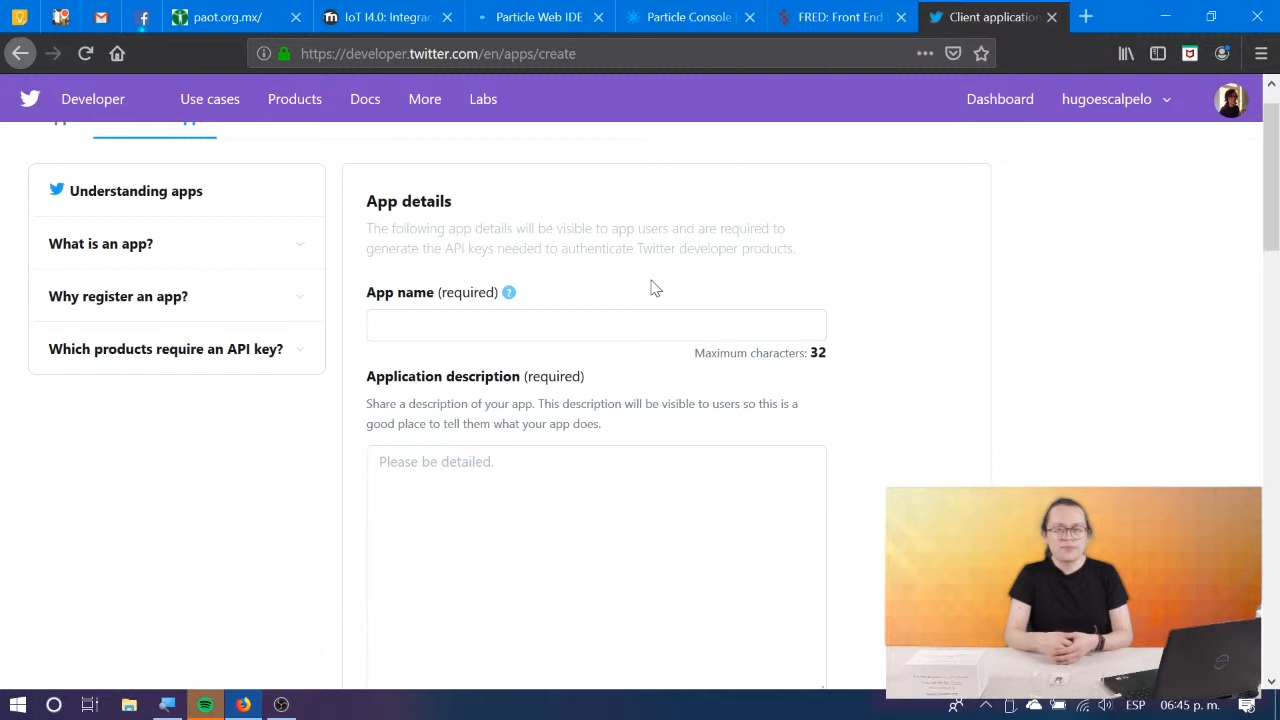 paot.org.mx/
IoT I4.0: Integrac
Particle Web IDE
Particle Console
FRED: Front End
Client application
https://developer.twitter.com/en/apps/create
Developer
Use cases
Products
Docs
More
Labs
Dashboard
hugoescalpelo
Understanding apps
What is an app?
Why register an app?
Which products require an API key?
App details
The following app details will be visible to app users and are required to
generate the API keys needed to authenticate Twitter developer products.
App name (required) ?
Maximum characters: 32
Application description (required)
Share a description of your app. This description will be visible to users so this is a
good place to tell them what your app does.
Please be detailed.
ESP
06:45 p. m.